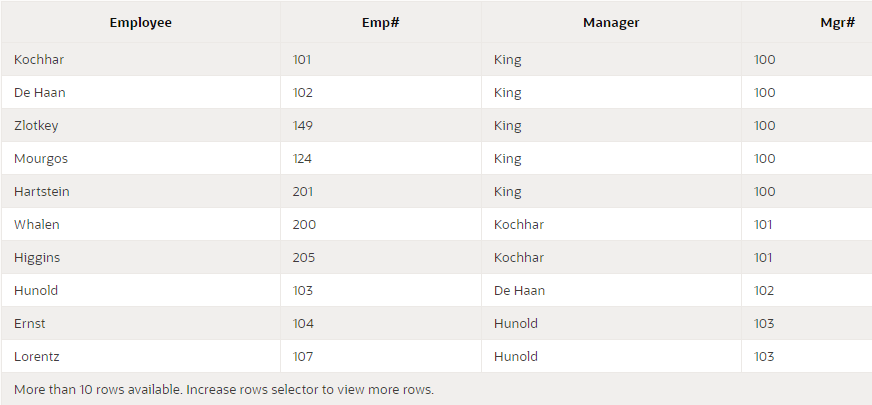 Employee Emp# Manager Mgr#
Kochhar 101 King 100
De Haan 102 King 100
Zlotkey 149 King 100
Mourgos 124 King 100
Hartstein 201 King 100
Whalen 200 Kochhar 101
Higgins 205 Kochhar 101
Hunold 103 De Haan 102
Ernst 104 Hunold 103
Lorentz 107 Hunold 103
More than 10 rows available. Increase rows selector to view more rows.